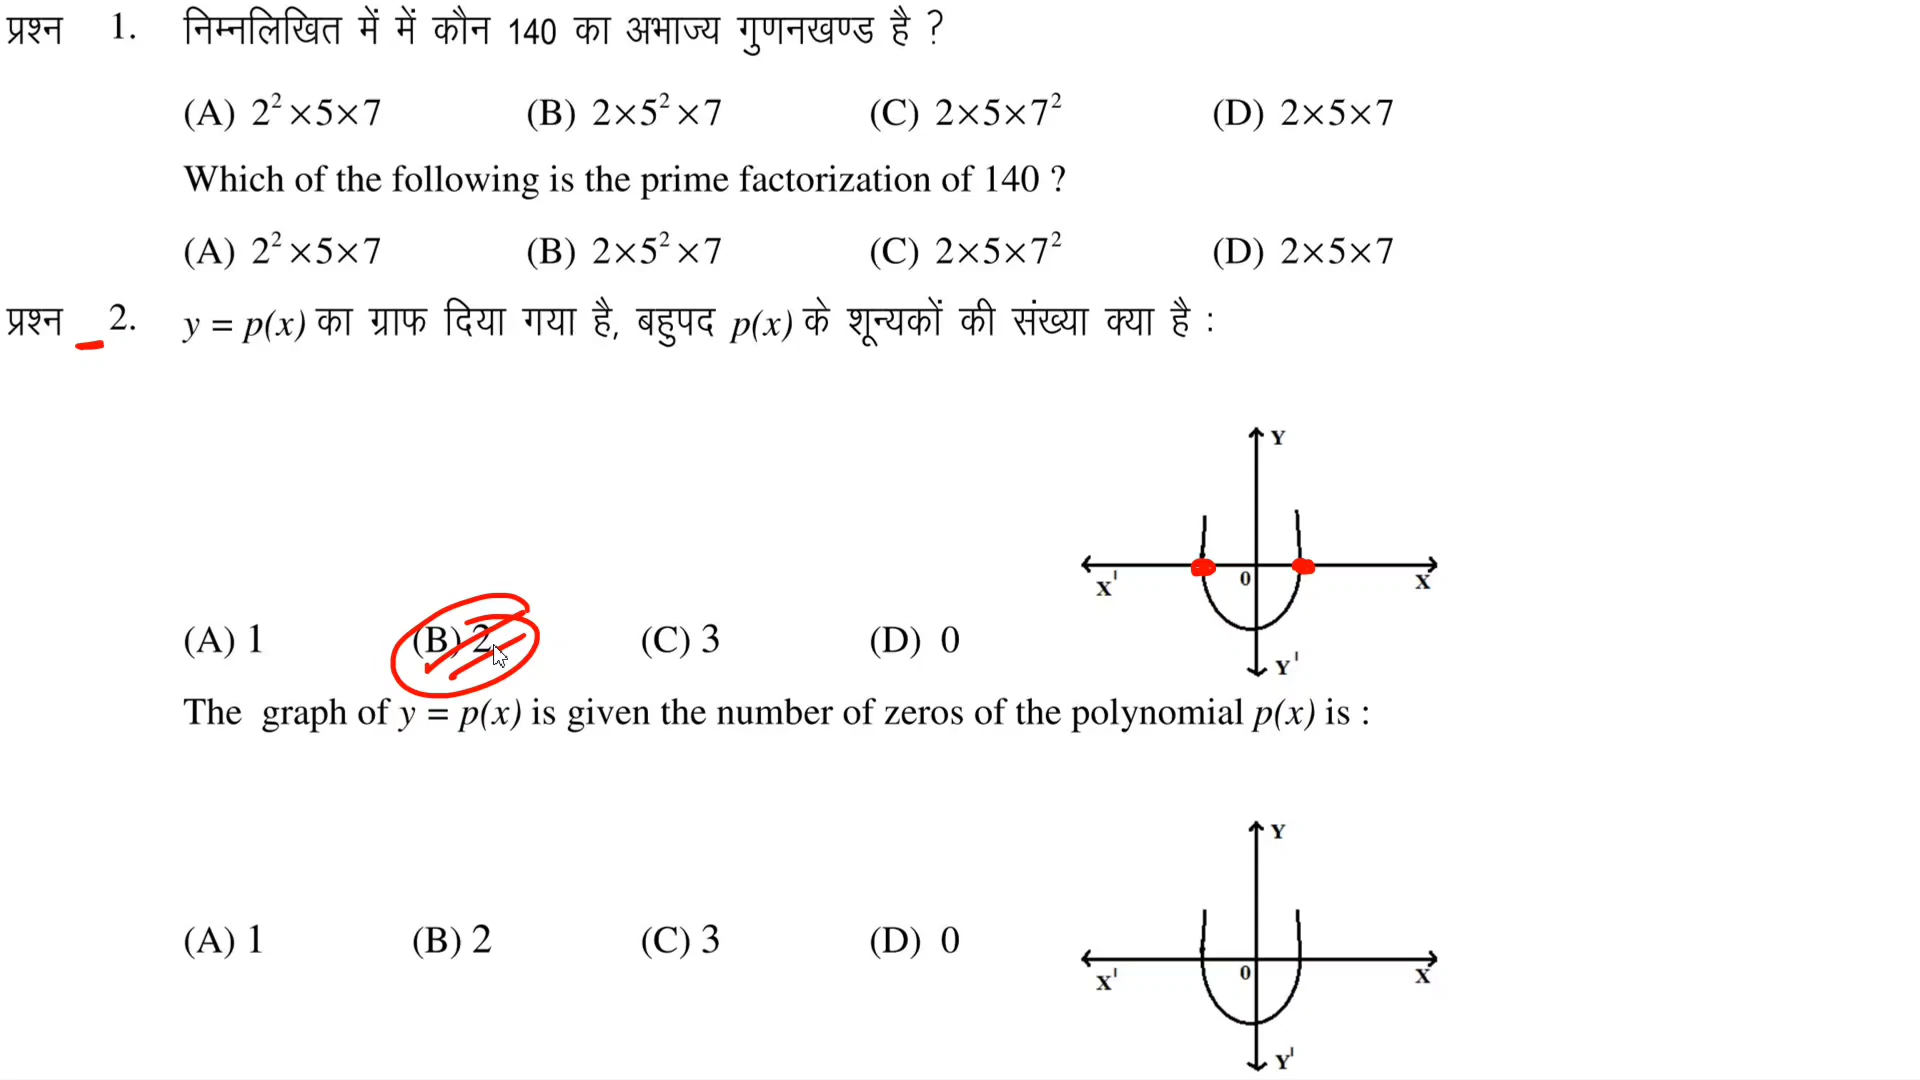 प्रश्न 1. निम्नलिखित में में कौन 140 का अभाज्य गुणनखण्ड है ?
(A) 2²×5×7 (B) 2×5²×7 (C) 2×5×7² (D) 2×5×7
Which of the following is the prime factorization of 140 ?
(A) 2²×5×7 (B) 2×5²×7 (C) 2×5×7² (D) 2×5×7
प्रश्न 2. y = p(x) का ग्राफ दिया गया है, बहुपद p(x) के शून्यकों की संख्या क्या है :
Y
X' 0 X
Y'
(A) 1 (B) 2 (C) 3 (D) 0
The graph of y = p(x) is given the number of zeros of the polynomial p(x) is :
Y
X' 0 X
Y'
(A) 1 (B) 2 (C) 3 (D) 0